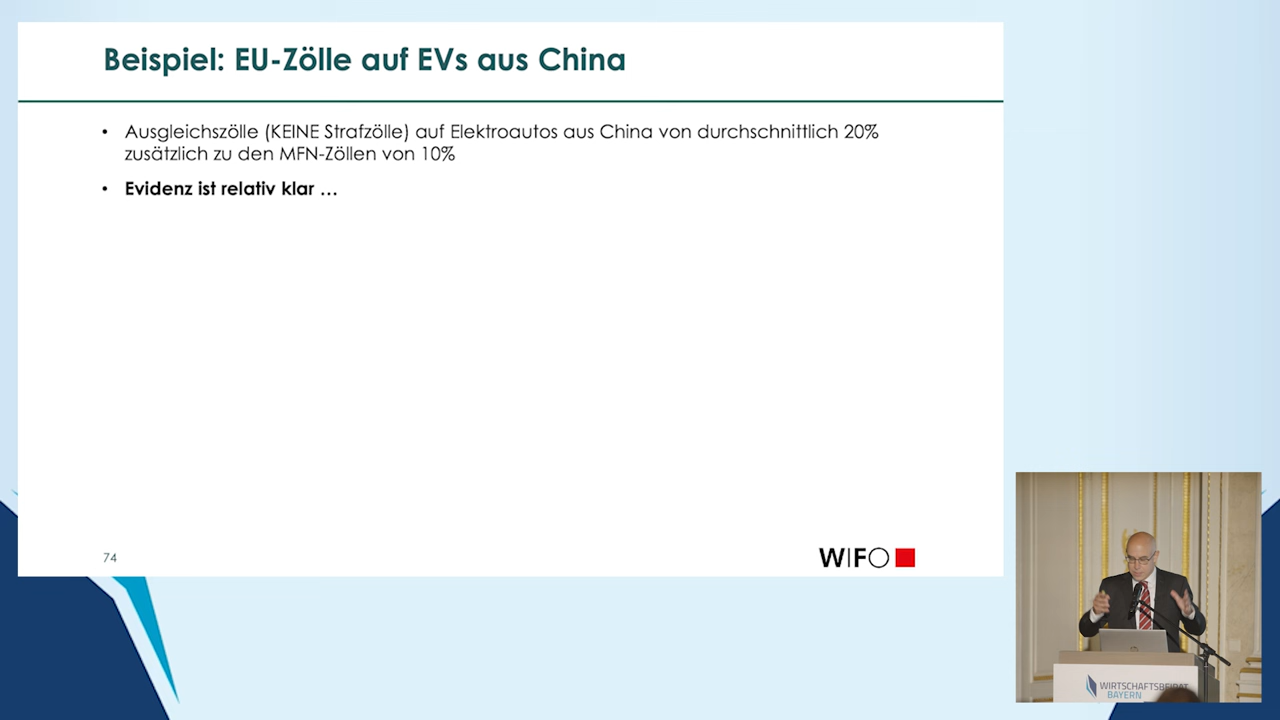 Beispiel: EU-Zölle auf EVs aus China
• Ausgleichszölle (KEINE Strafzölle) auf Elektroautos aus China von durchschnittlich 20%
zusätzlich zu den MFN-Zöllen von 10%
• Evidenz ist relativ klar …
74
WIFO
WIRTSCHAFTSBEIRAT
BAYERN